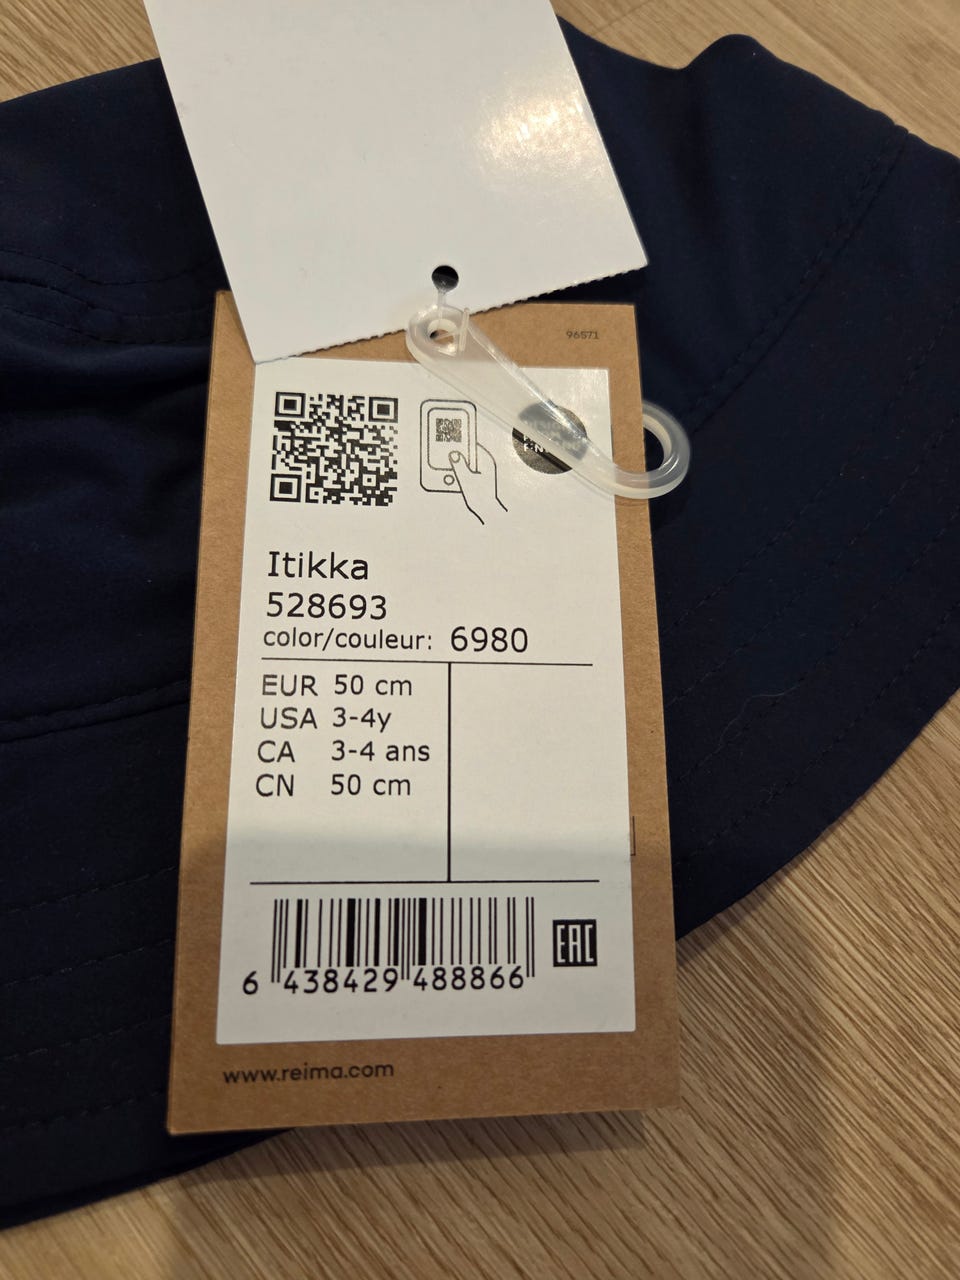 96571
Itikka
528693
color/couleur: 6980
EUR 50 cm
USA 3-4y
CA 3-4 ans
CN 50 cm
6 438429 488866
EAC
www.reima.com